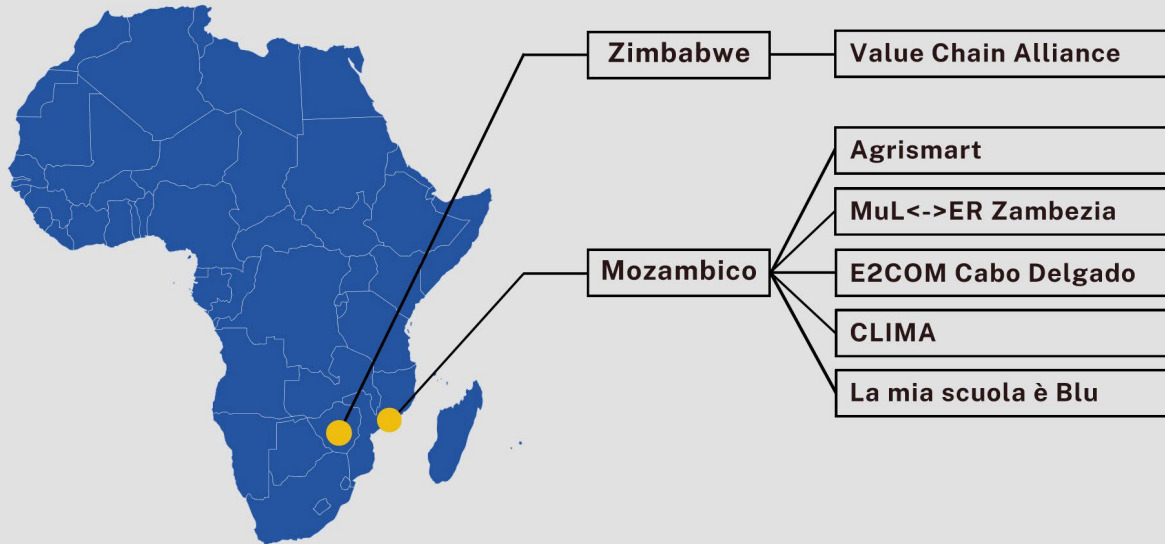 Zimbabwe
Value Chain Alliance
Mozambico
Agrismart
MuL<->ER Zambezia
E2COM Cabo Delgado
CLIMA
La mia scuola è Blu